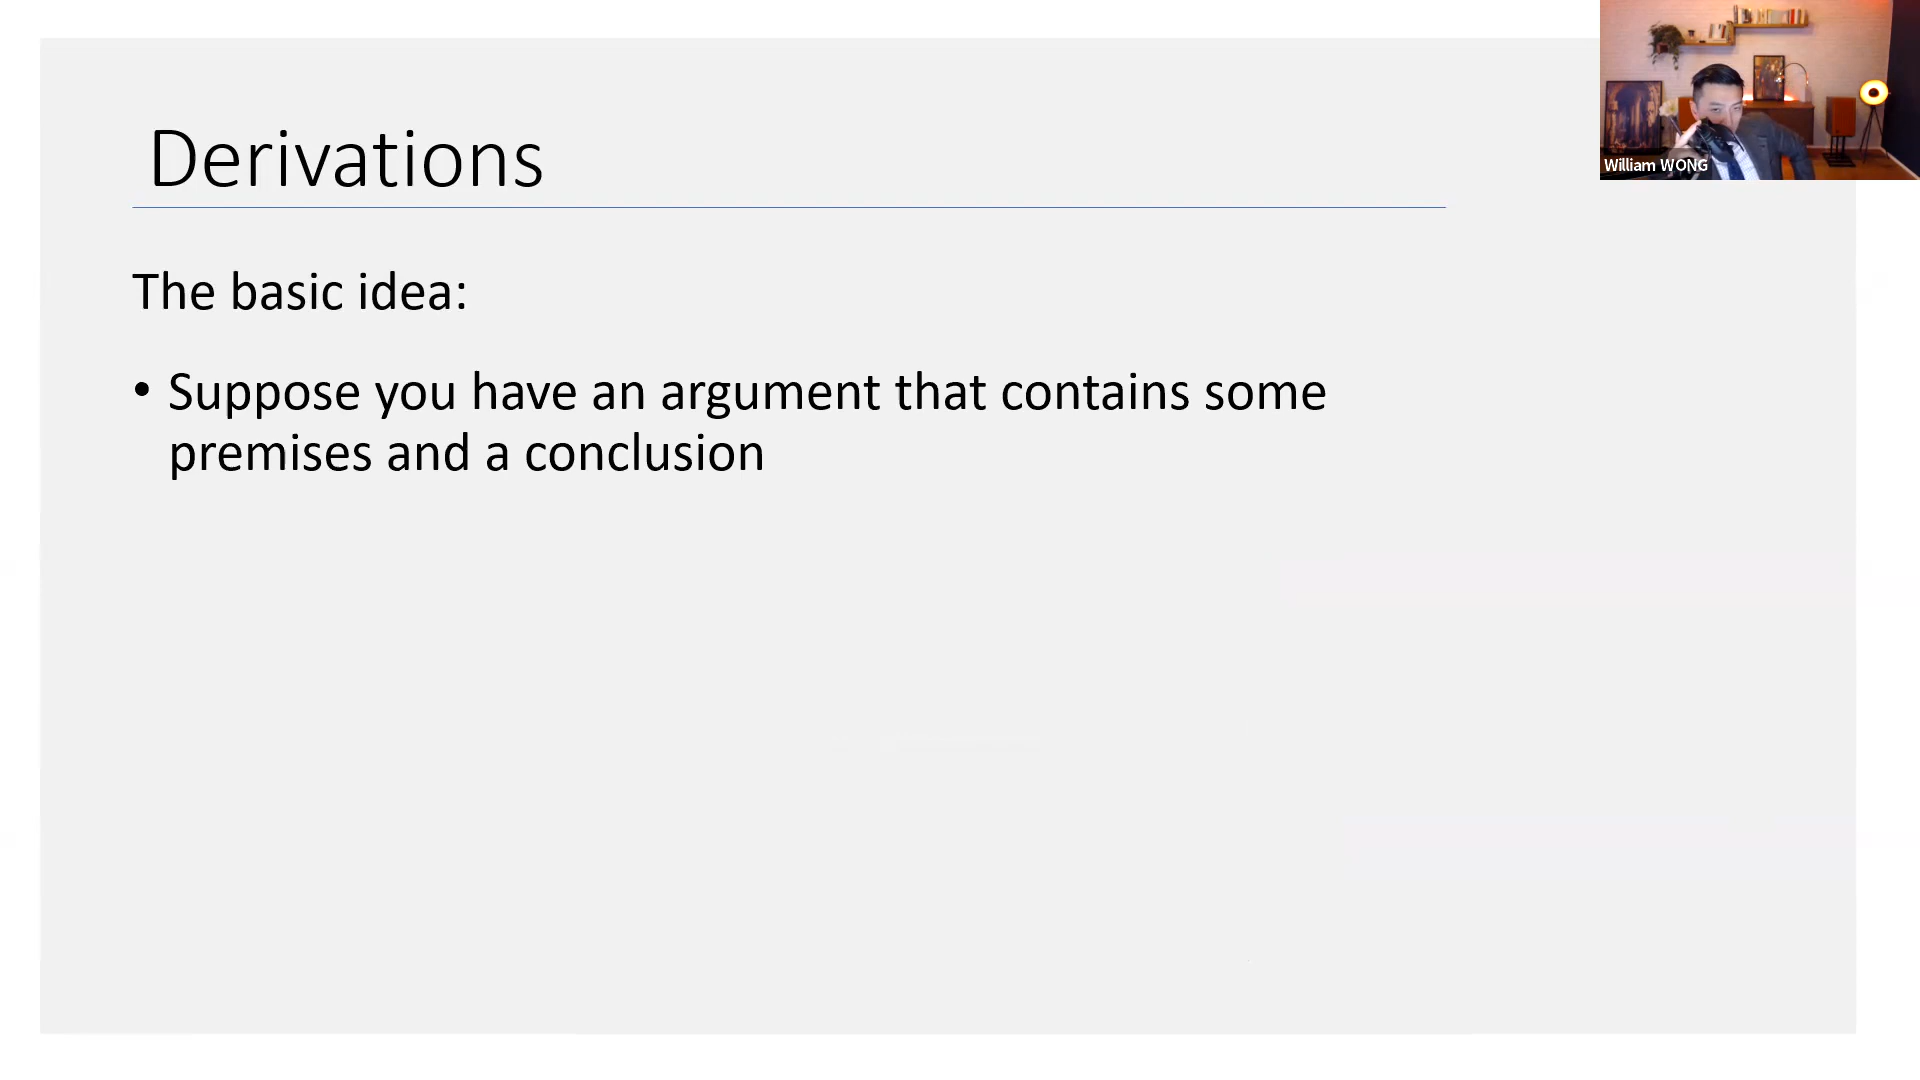 William WONG
Derivations
The basic idea:
• Suppose you have an argument that contains some
premises and a conclusion